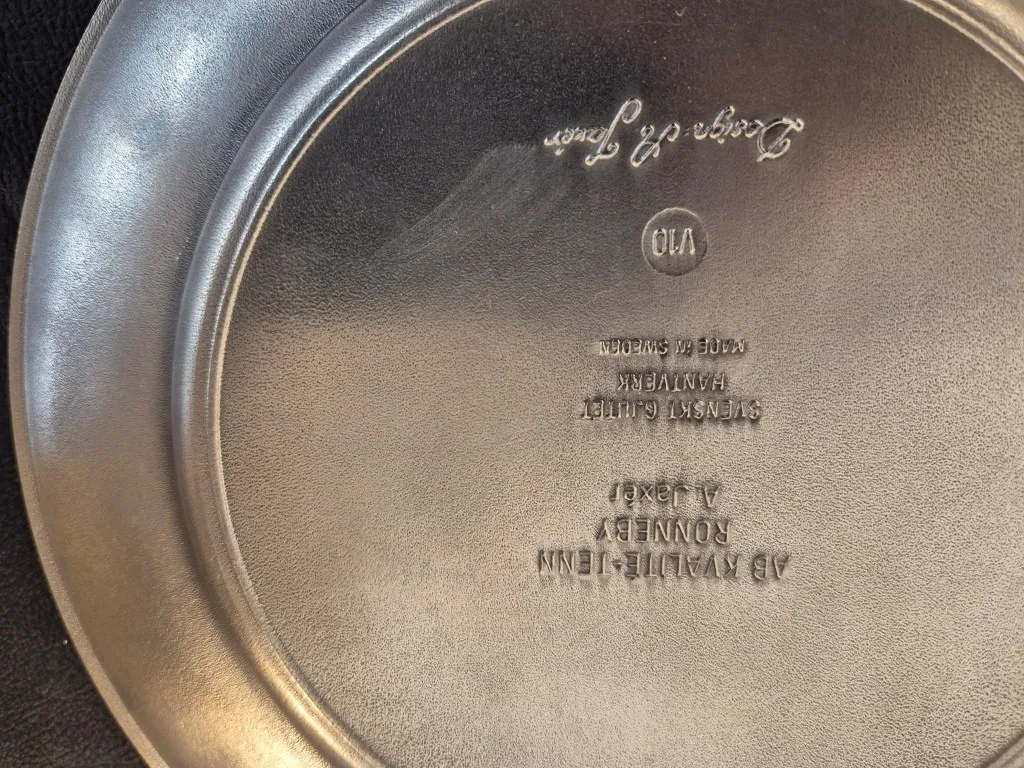 AB KVALITÉ-TENN
RONNEBY
A.Jaxér
SVENSKT GJUTET
HANTVERK
MADE IN SWEDEN
V10
Design A Jaxér